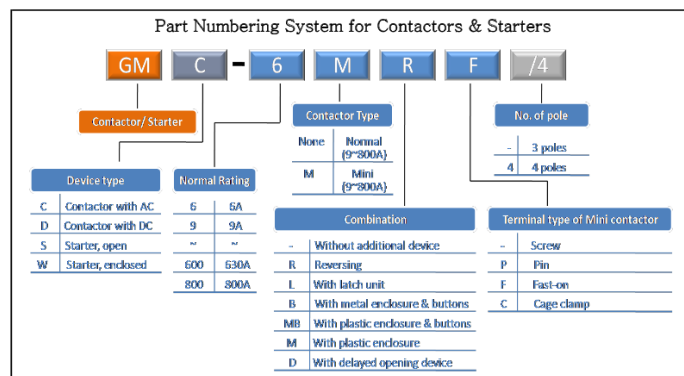 Part Numbering System for Contactors & Starters
GM C - 6 M R F /4
Contactor/ Starter
Contactor Type
None Normal (9~800A)
M Mini (9~800A)
No. of pole
- 3 poles
4 4 poles
Device type
C Contactor with AC
D Contactor with DC
S Starter, open
W Starter, enclosed
Normal Rating
6 6A
9 9A
~ ~
600 630A
800 800A
Combination
- Without additional device
R Reversing
L With latch unit
B With metal enclosure & buttons
MB With plastic enclosure & buttons
M With plastic enclosure
D With delayed opening device
Terminal type of Mini contactor
- Screw
P Pin
F Fast-on
C Cage clamp